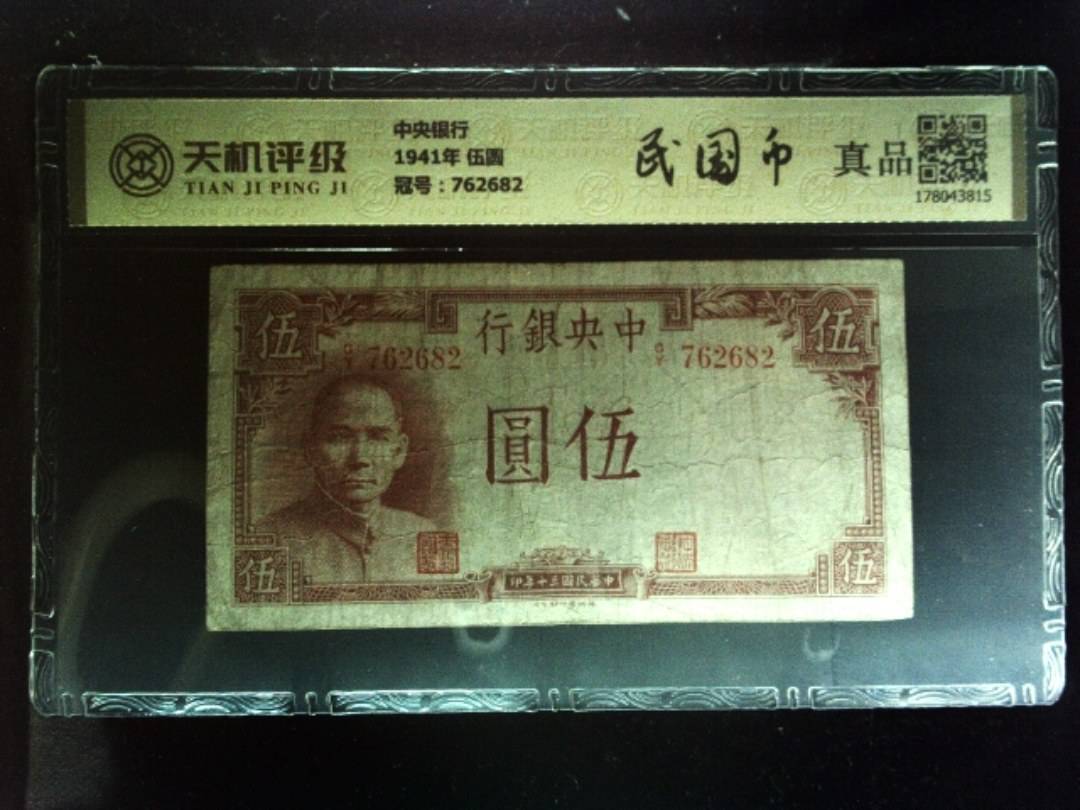 天机评级
TIAN JI PING JI
中央银行
1941年 伍圆
冠号：762682
民国币
真品
178043815
伍
行銀央中
伍
762682
762682
圓伍
伍
印年十三國民華中
伍